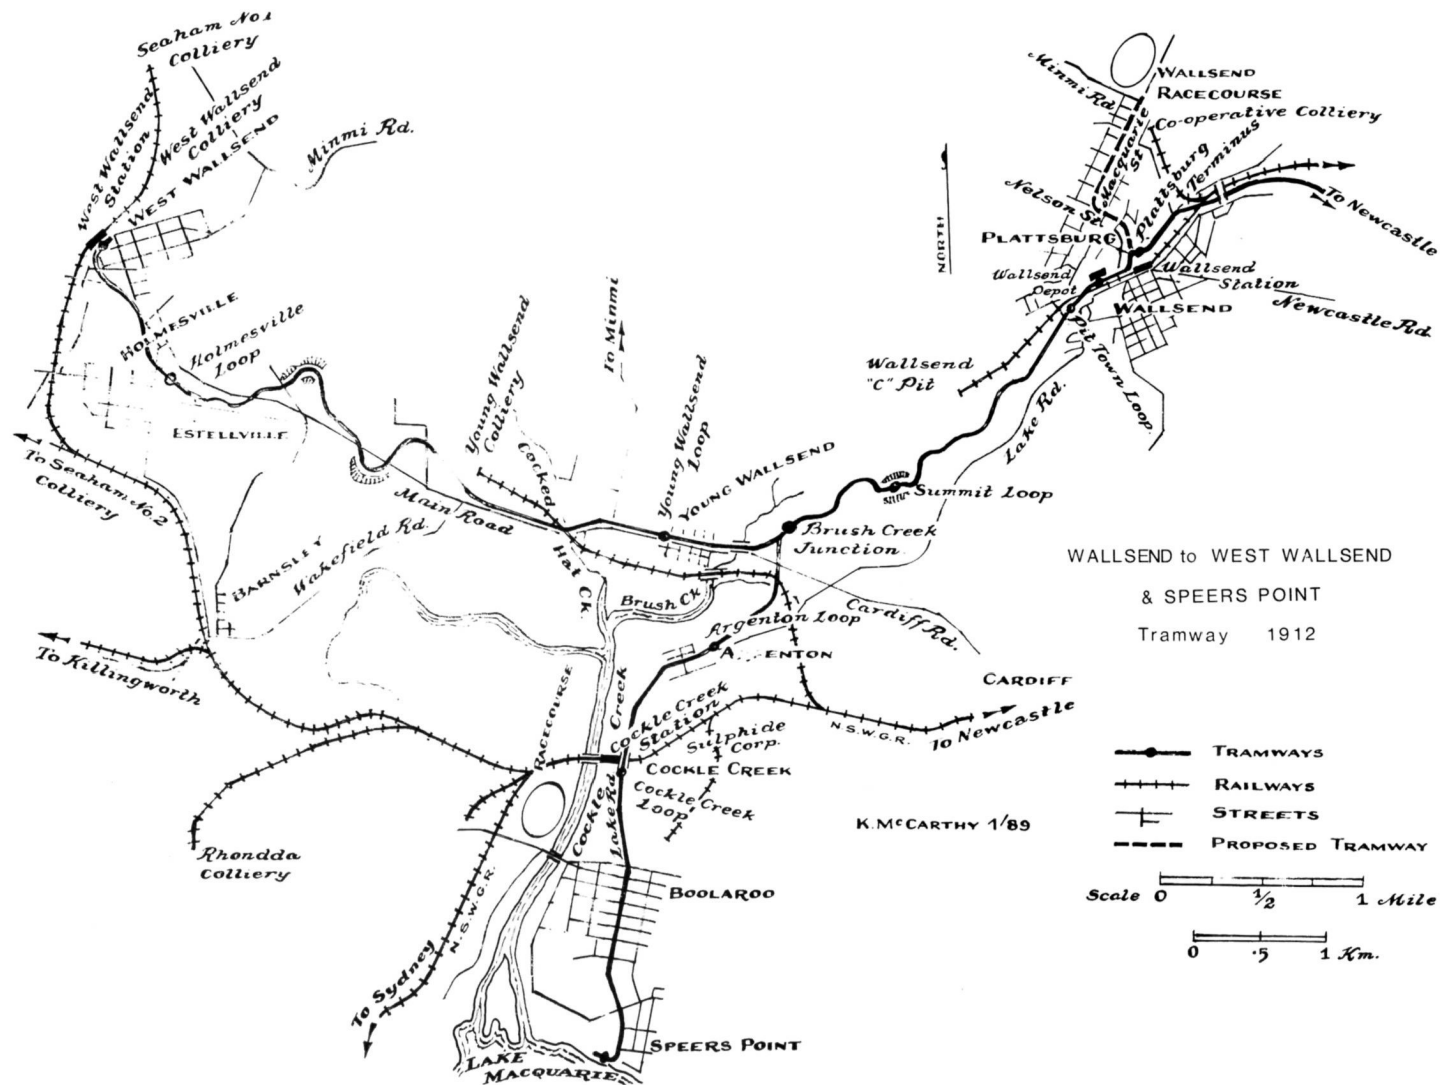 Seaham No1
Colliery
West Wallsend
Station
West Wallsend
Colliery
WEST WALLSEND
Minmi Rd.
HOLMESVILLE
Holmesville
Loop
ESTELLVILLE
To Seaham No2
Colliery
BARNSLEY
Wakefield Rd.
Main Road
To Killingworth
Rhondda
Colliery
Young Wallsend
Colliery
Cocked
Hat Ck
To Minmi
Young Wallsend
Loop
YOUNG WALLSEND
Brush Ck
Brush Creek
Junction
Summit Loop
Lake Rd.
Wallsend
"C" Pit
Pit Town Loop.
Minmi Rd
WALLSEND
RACECOURSE
Co-operative Colliery
Macquarie
St
Nelson St.
Plattsburg
Terminus
PLATTSBURG
To Newcastle
Wallsend
Depot
Wallsend
Station
WALLSEND
Newcastle Rd.
NORTH
Argenton Loop
Cardiff Rd.
CARDIFF
N.S.W.G.R.
To Newcastle
RACECOURSE
Cockle
Creek
Cockle Creek
Station
Sulphide
Corp.
COCKLE CREEK
Cockle Creek
Loop
Lake Rd
BOOLAROO
N.S.W.G.R.
To Sydney
SPEERS POINT
LAKE
MACQUARIE
WALLSEND to WEST WALLSEND
& SPEERS POINT
Tramway 1912
TRAMWAYS
RAILWAYS
STREETS
PROPOSED TRAMWAY
K. McCARTHY 1/89
Scale 0 1/2 1 Mile
0 .5 1 Km.